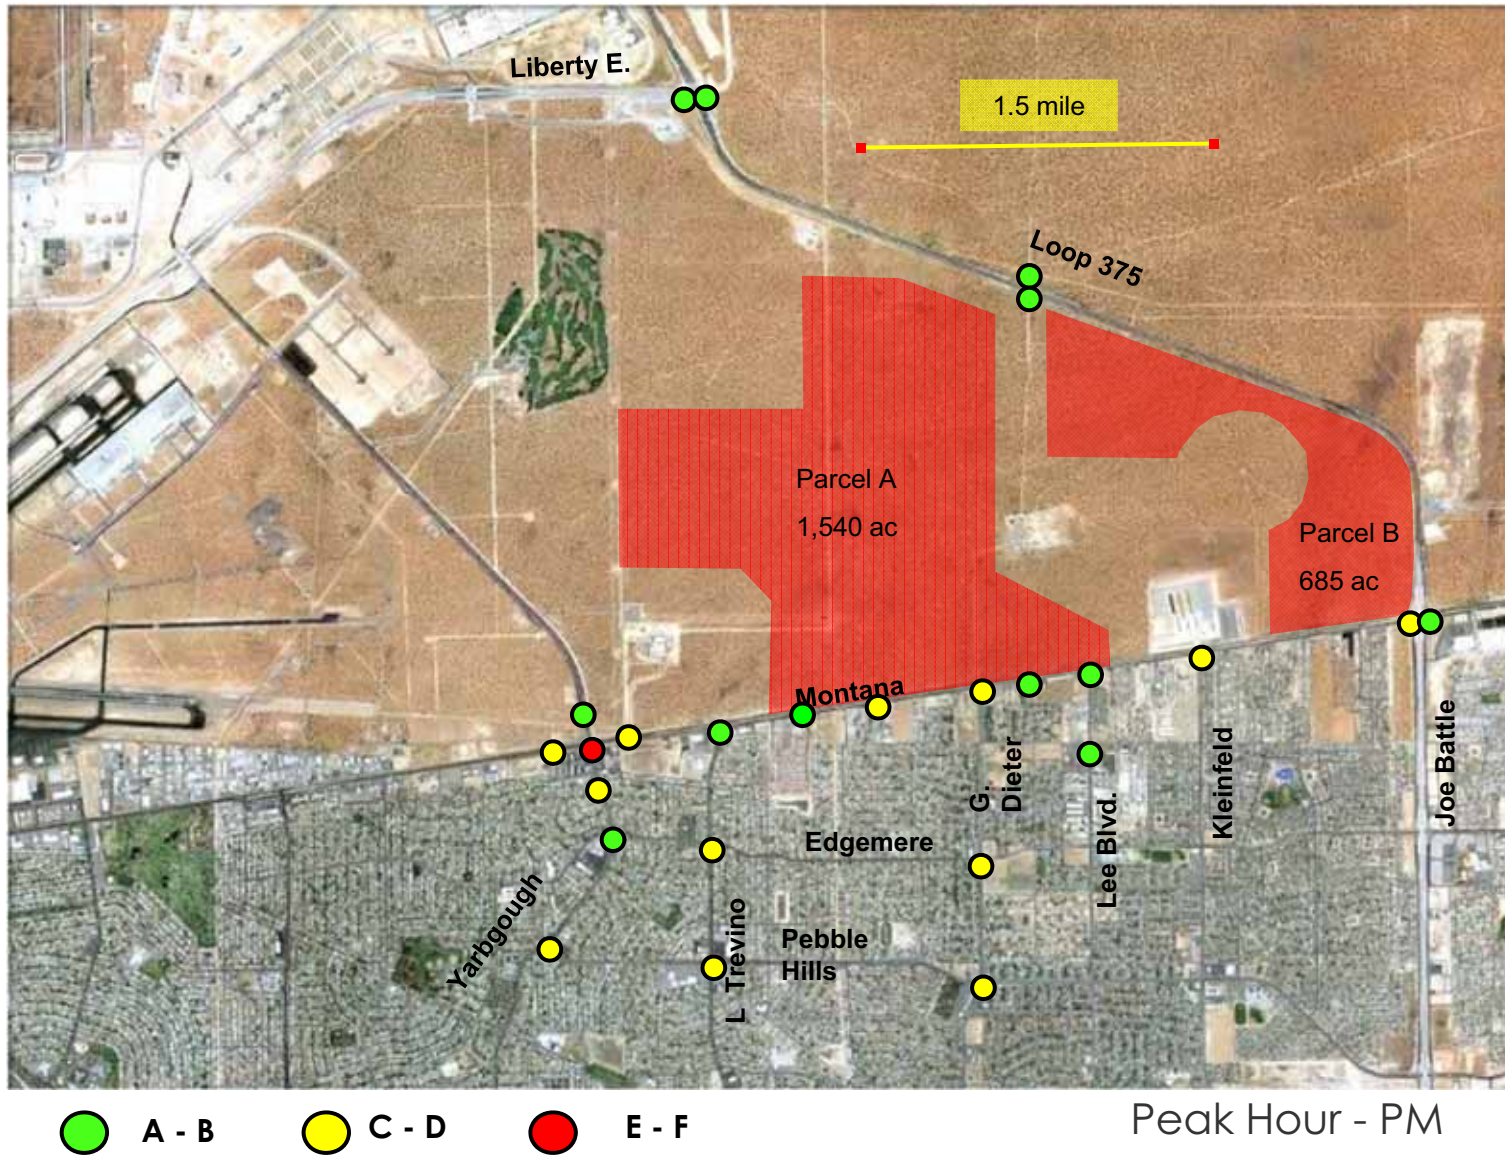 Liberty E.
1.5 mile
Loop 375
Parcel A
1,540 ac
Parcel B
685 ac
Montana
G.
Dieter
Lee Blvd.
Kleinfeld
Joe Battle
Edgemere
Yarbgough
L Trevino
Pebble
Hills
A - B
C - D
E - F
Peak Hour - PM